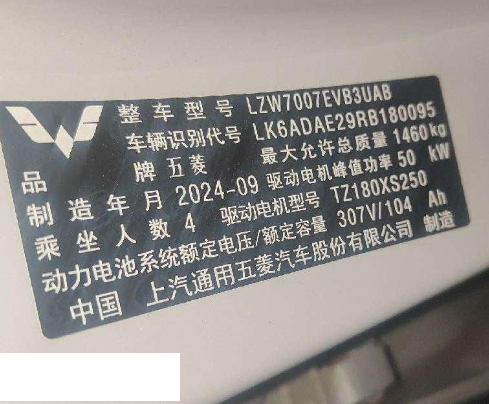 整车型号 LZW7007EVB3UAB
车辆识别代号 LK6ADAE29RB180095
品牌 五菱 最大允许总质量 1460kg
制造年月 2024-09 驱动电机峰值功率 50 kW
乘坐人数 4 驱动电机型号 TZ180XS250
动力电池系统额定电压/额定容量 307V/104 Ah
中国 上汽通用五菱汽车股份有限公司 制造